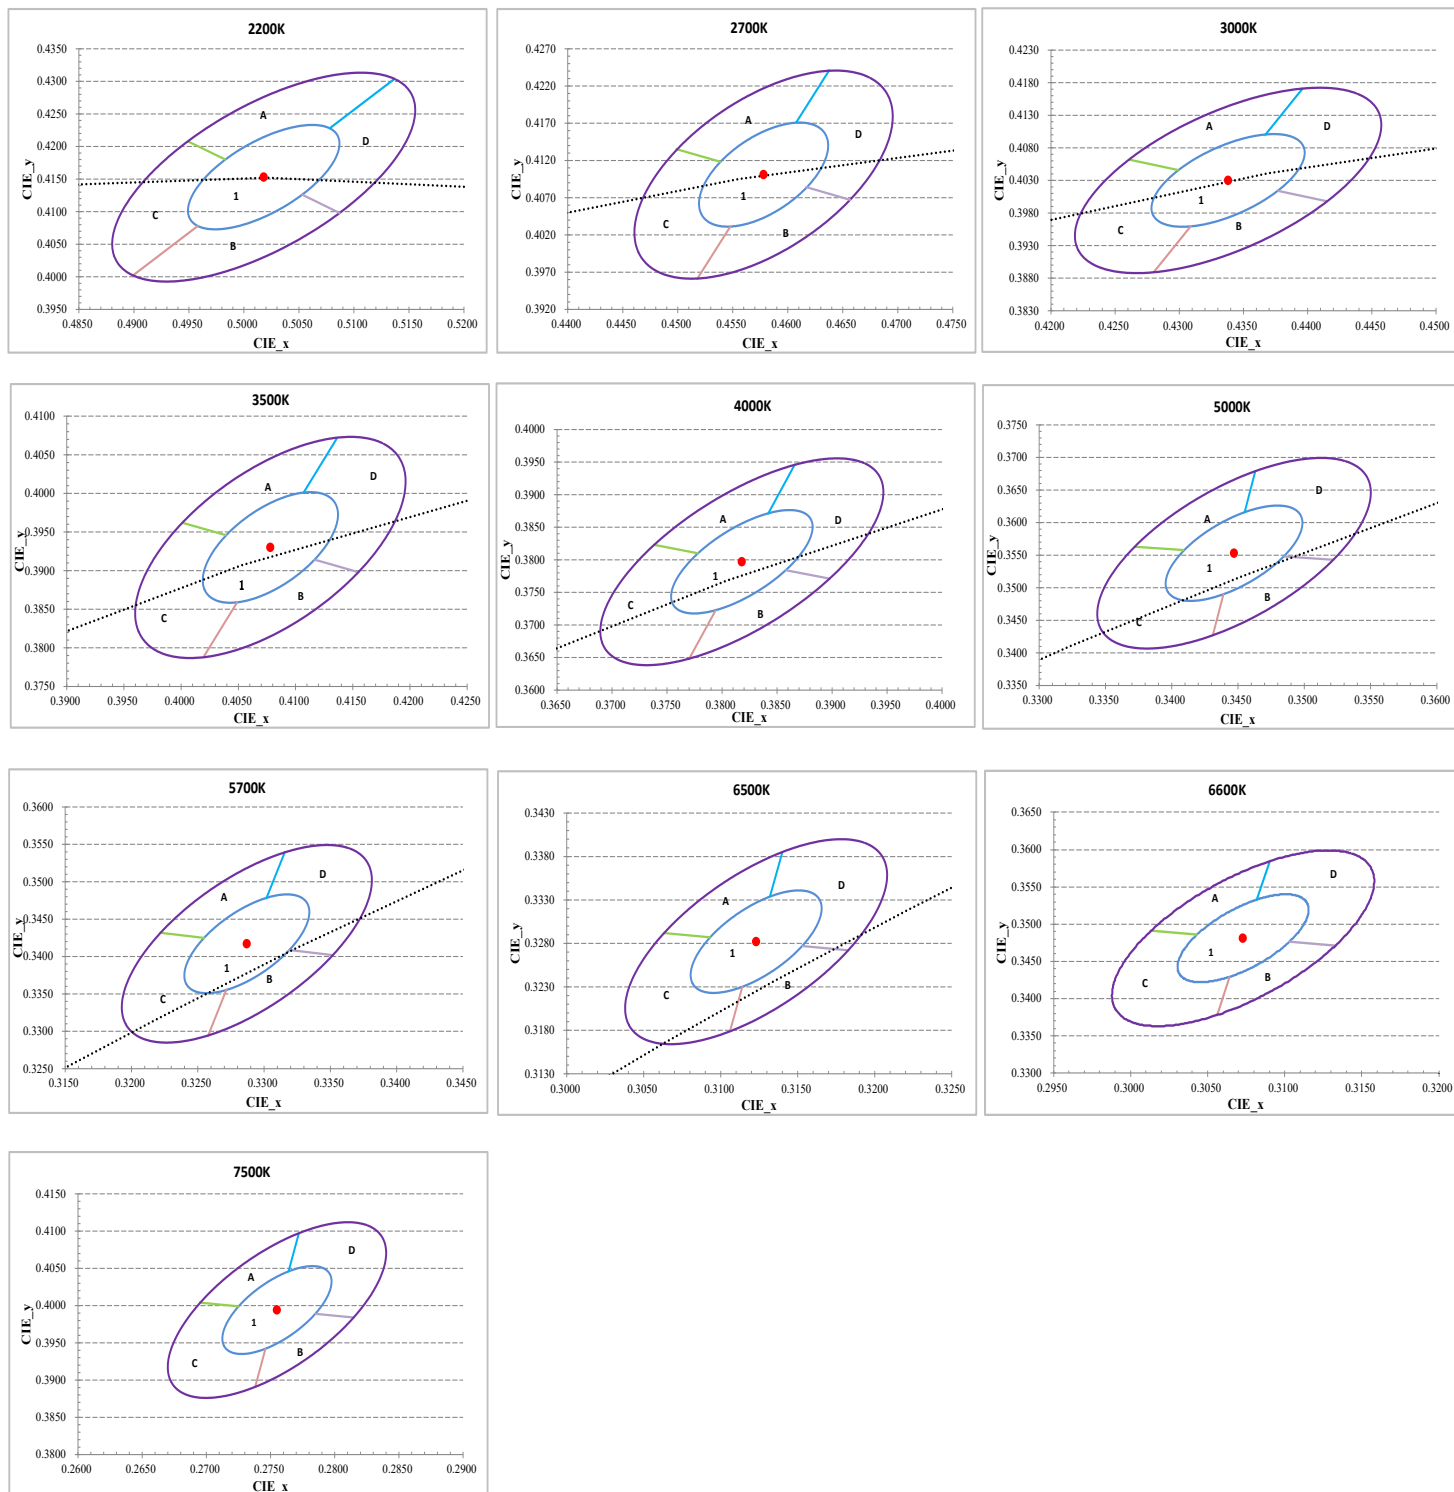 2200K
0.4350
0.4300
0.4250
0.4200
0.4150
0.4100
0.4050
0.4000
0.3950
CIE_y
A
D
1
C
B
0.4850 0.4900 0.4950 0.5000 0.5050 0.5100 0.5150 0.5200
CIE_x
2700K
0.4270
0.4220
0.4170
0.4120
0.4070
0.4020
0.3970
0.3920
CIE_y
A
D
1
C
B
0.4400 0.4450 0.4500 0.4550 0.4600 0.4650 0.4700 0.4750
CIE_x
3000K
0.4230
0.4180
0.4130
0.4080
0.4030
0.3980
0.3930
0.3880
0.3830
CIE_y
A
D
1
C
B
0.4200 0.4250 0.4300 0.4350 0.4400 0.4450 0.4500
CIE_x
3500K
0.4100
0.4050
0.4000
0.3950
0.3900
0.3850
0.3800
0.3750
CIE_y
A
D
1
C
B
0.3900 0.3950 0.4000 0.4050 0.4100 0.4150 0.4200 0.4250
CIE_x
4000K
0.4000
0.3950
0.3900
0.3850
0.3800
0.3750
0.3700
0.3650
0.3600
CIE_y
A
D
1
C
B
0.3650 0.3700 0.3750 0.3800 0.3850 0.3900 0.3950 0.4000
CIE_x
5000K
0.3750
0.3700
0.3650
0.3600
0.3550
0.3500
0.3450
0.3400
0.3350
CIE_y
D
A
1
B
C
0.3300 0.3350 0.3400 0.3450 0.3500 0.3550 0.3600
CIE_x
5700K
0.3600
0.3550
0.3500
0.3450
0.3400
0.3350
0.3300
0.3250
CIE_y
D
A
1
B
C
0.3150 0.3200 0.3250 0.3300 0.3350 0.3400 0.3450
CIE_x
6500K
0.3430
0.3380
0.3330
0.3280
0.3230
0.3180
0.3130
CIE_y
D
A
1
B
C
0.3000 0.3050 0.3100 0.3150 0.3200 0.3250
CIE_x
6600K
0.3650
0.3600
0.3550
0.3500
0.3450
0.3400
0.3350
0.3300
CIE_y
D
A
1
B
C
0.2950 0.3000 0.3050 0.3100 0.3150 0.3200
CIE_x
7500K
0.4150
0.4100
0.4050
0.4000
0.3950
0.3900
0.3850
0.3800
CIE_y
D
A
1
B
C
0.2600 0.2650 0.2700 0.2750 0.2800 0.2850 0.2900
CIE_x